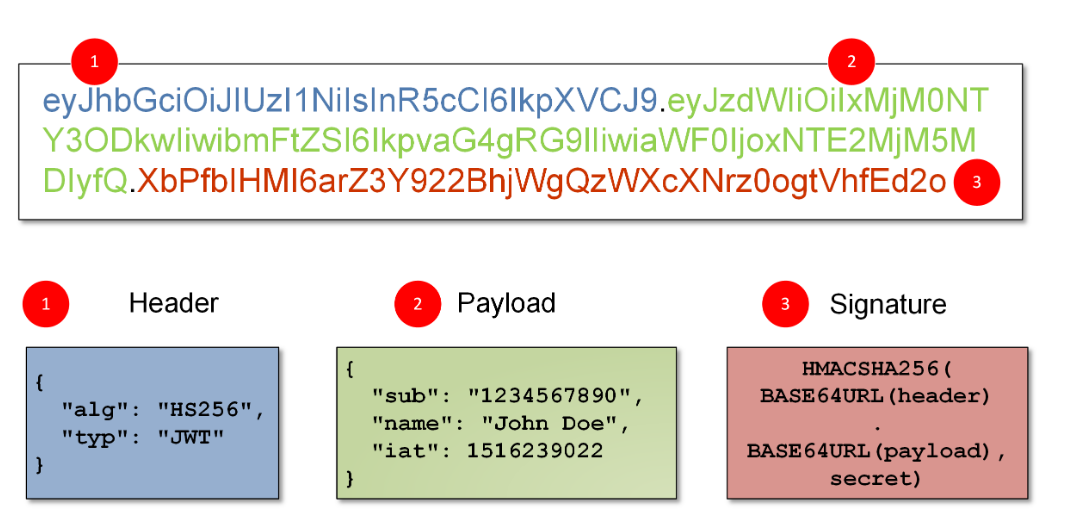 1
2
eyJhbGciOiJIUzI1NiIsInR5cCI6IkpXVCJ9.eyJzdWIiOiIxMjM0NT
Y3ODkwIiwibmFtZSI6IkpvaG4gRG9lIiwiaWF0IjoxNTE2MjM5M
DIyfQ.XbPfbIHMI6arZ3Y922BhjWgQzWXcXNrz0ogtVhfEd2o
3
1 Header
{
"alg": "HS256",
"typ": "JWT"
}
2 Payload
{
"sub": "1234567890",
"name": "John Doe",
"iat": 1516239022
}
3 Signature
HMACSHA256(
BASE64URL(header)
.
BASE64URL(payload),
secret)